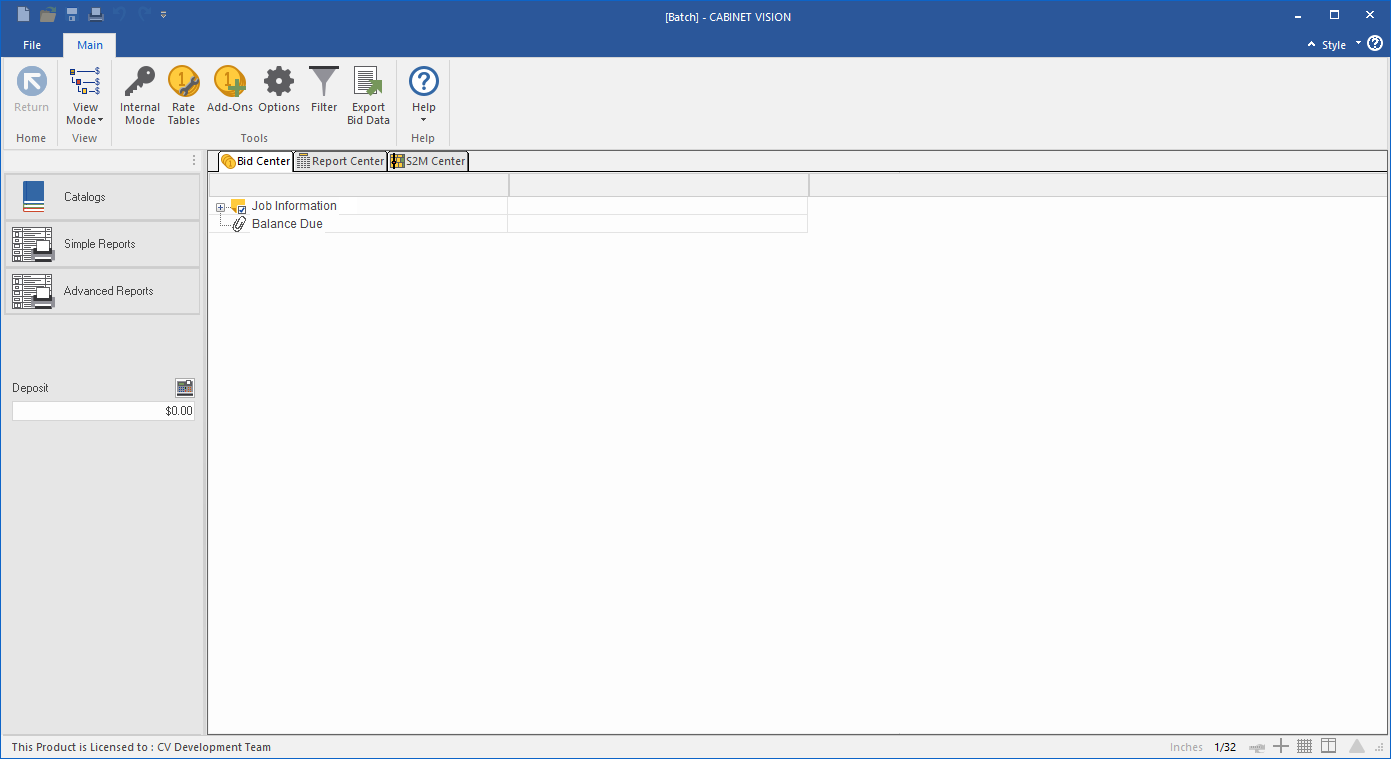 [Batch] - CABINET VISION
File Main Style
Return
View Mode
Internal Mode
Rate Tables
Add-Ons
Options
Filter
Export Bid Data
Help
Home View Tools Help
Bid Center Report Center S2M Center
Catalogs
Simple Reports
Advanced Reports
Deposit
$0.00
Job Information
Balance Due
This Product is Licensed to : CV Development Team
Inches 1/32